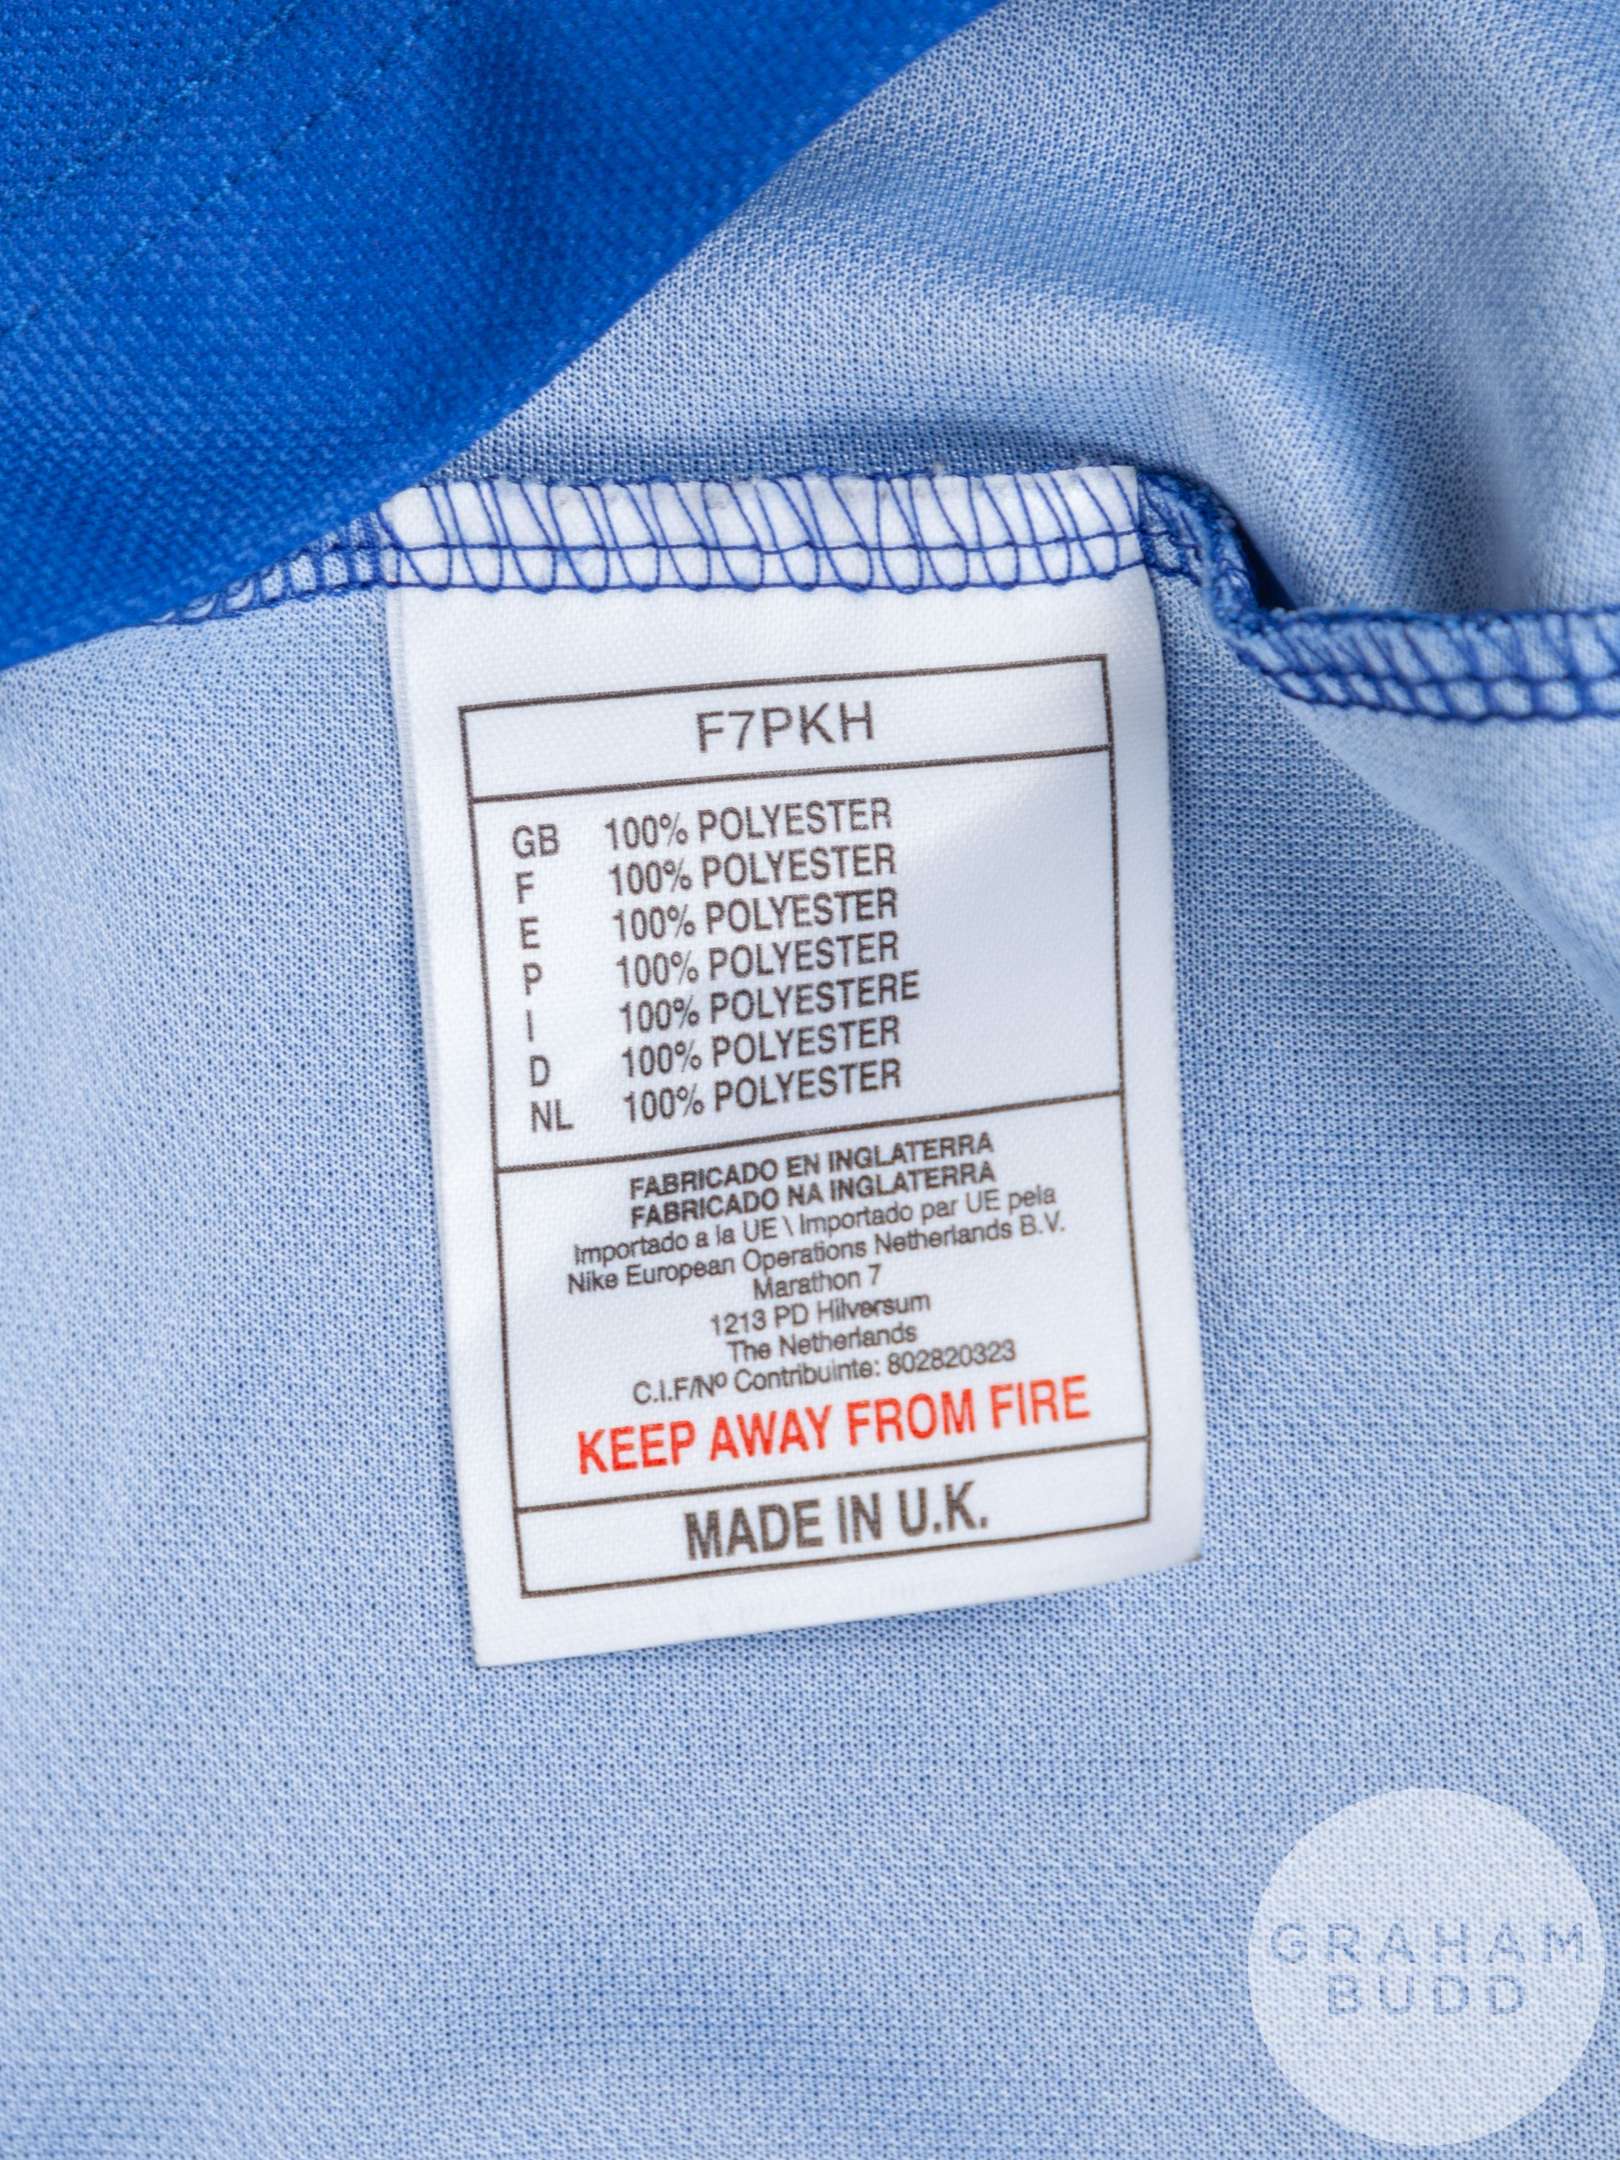 F7PKH
GB 100% POLYESTER
F 100% POLYESTER
E 100% POLYESTER
P 100% POLYESTER
I 100% POLYESTERE
D 100% POLYESTER
NL 100% POLYESTER
FABRICADO EN INGLATERRA
FABRICADO NA INGLATERRA
Importado a la UE \ Importado par UE pela
Nike European Operations Netherlands B.V.
Marathon 7
1213 PD Hilversum
The Netherlands
C.I.F/Nº Contribuinte: 802820323
KEEP AWAY FROM FIRE
MADE IN U.K.
GRAHAM
BUDD